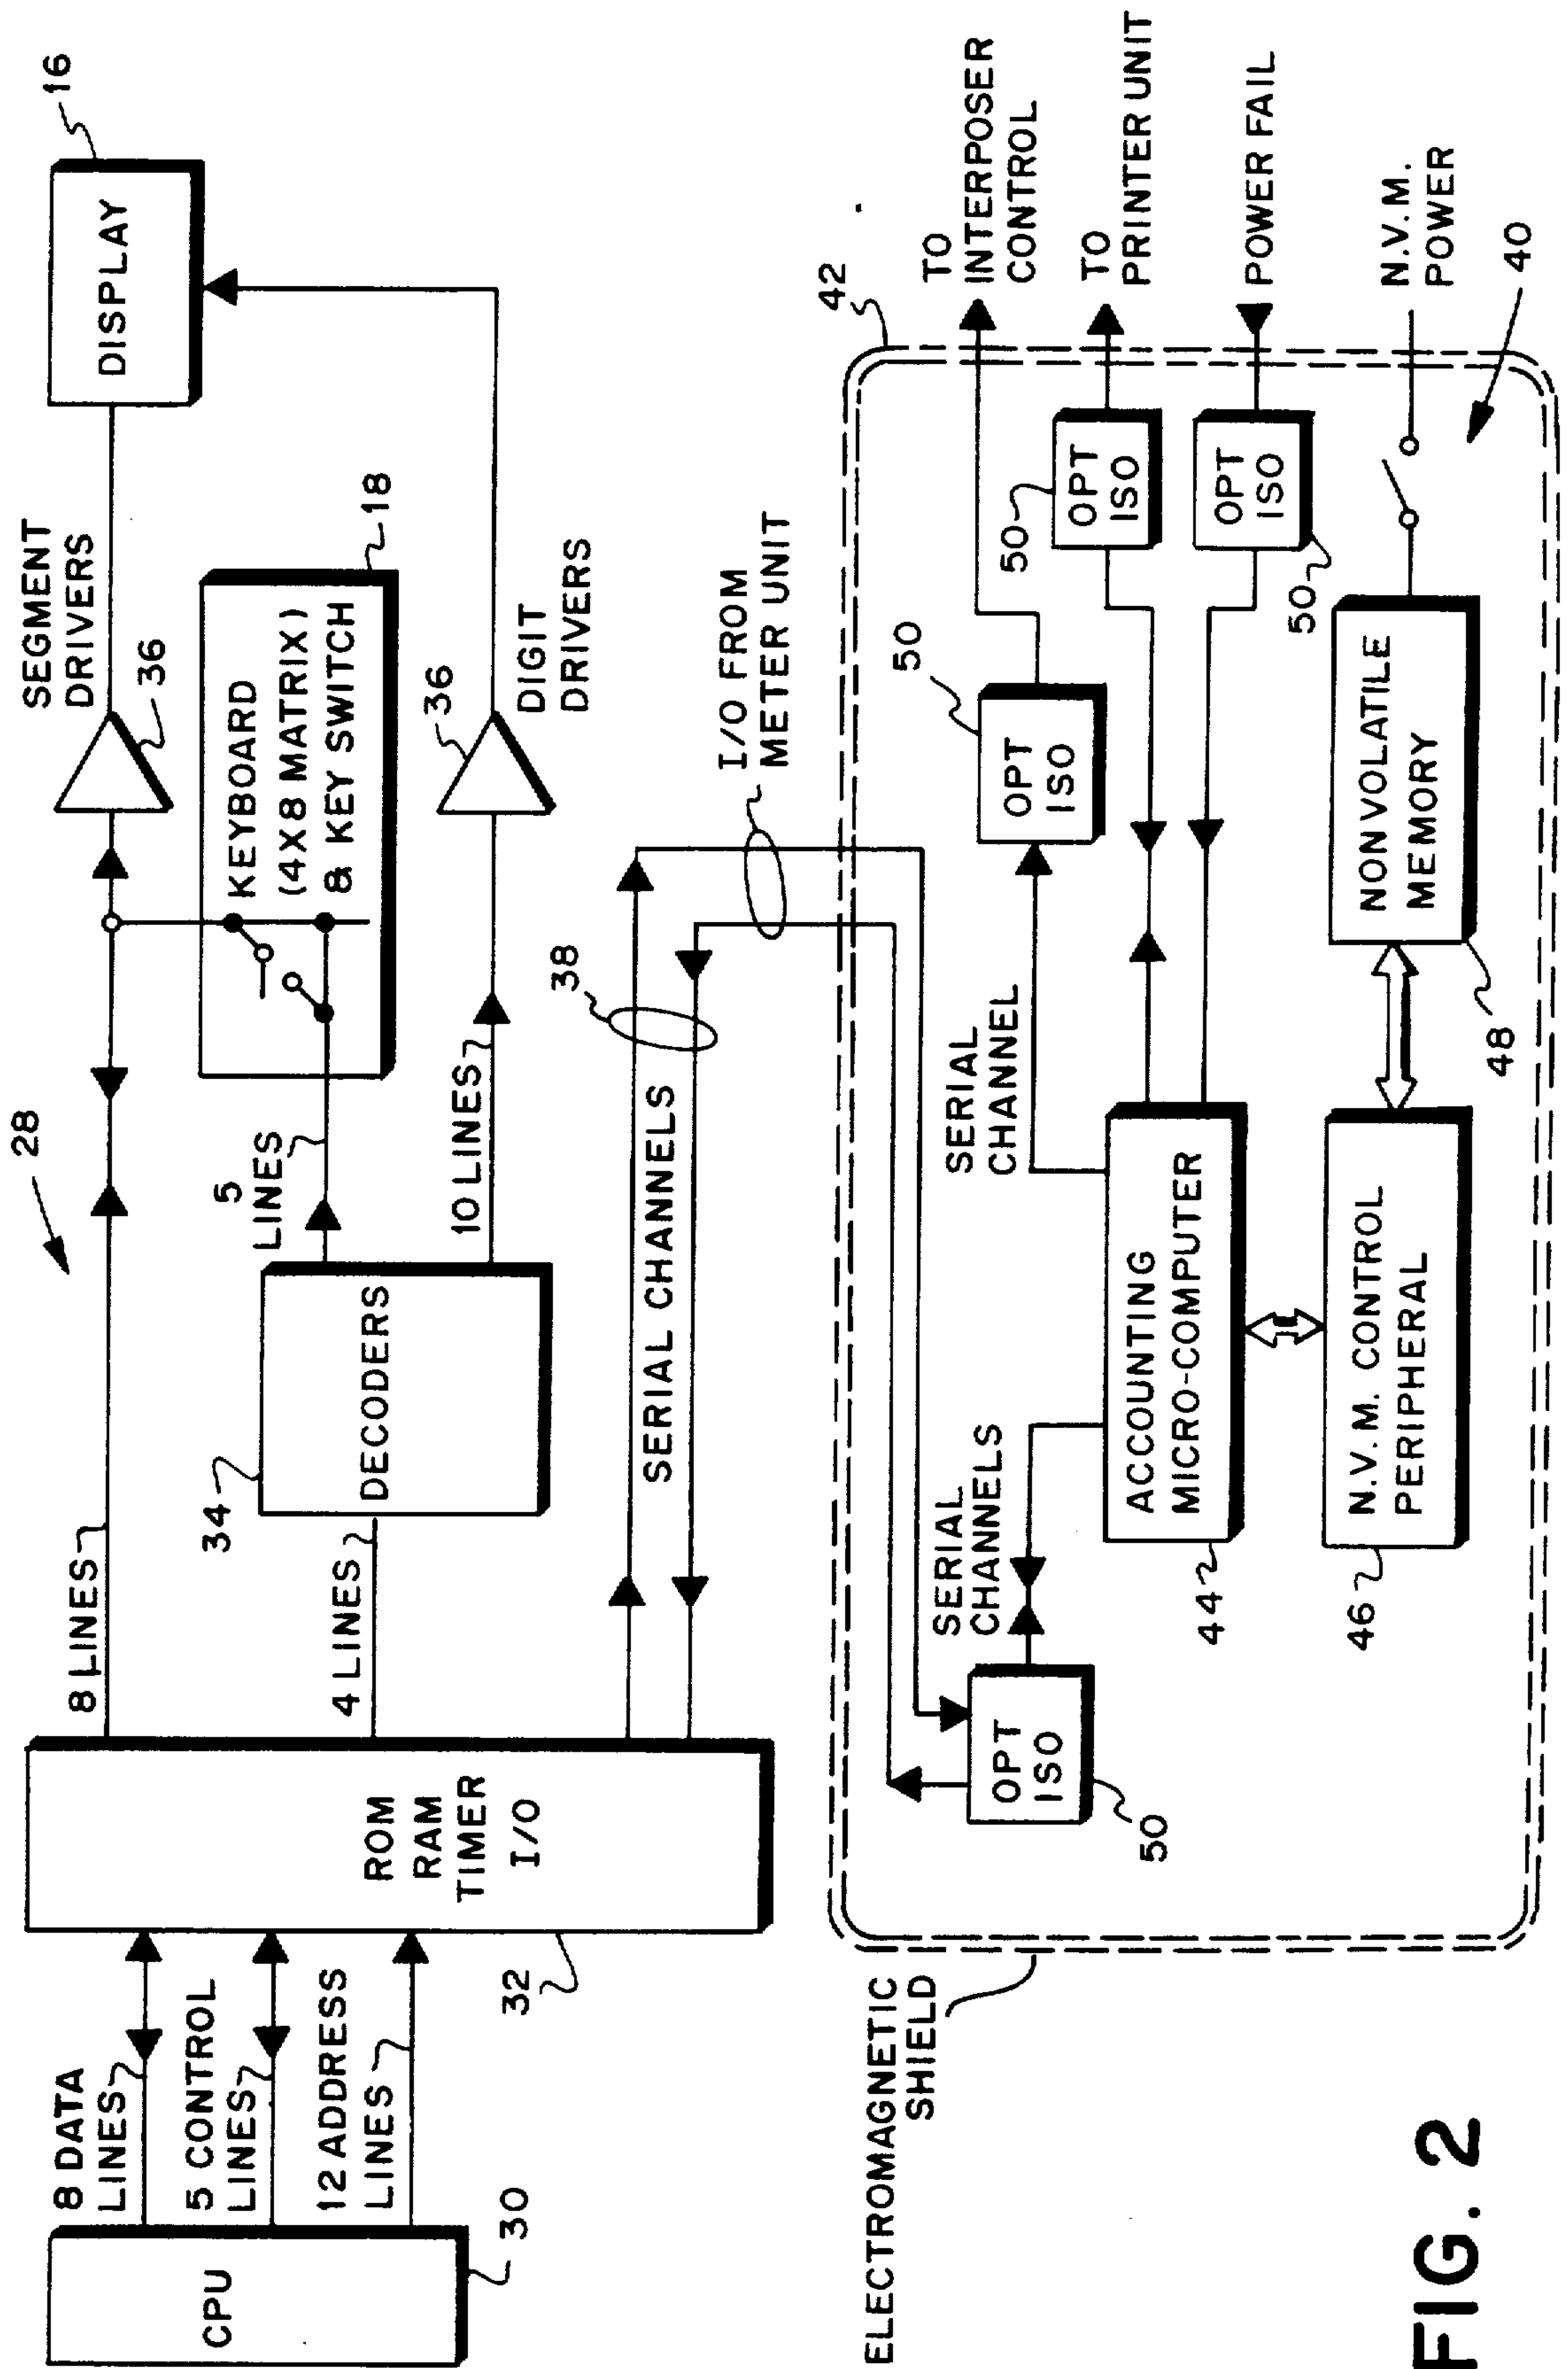 28
SEGMENT
DRIVERS
16
8 DATA
LINES
8 LINES
36
DISPLAY
5 CONTROL
LINES
5
LINES
18
KEYBOARD
(4X8 MATRIX)
& KEY SWITCH
CPU
12 ADDRESS
LINES
ROM
RAM
TIMER
I/O
4 LINES
34
DECODERS
10 LINES
36
DIGIT
DRIVERS
30
32
38
SERIAL CHANNELS
I/O FROM
METER UNIT
42
ELECTROMAGNETIC
SHIELD
SERIAL
CHANNELS
SERIAL
CHANNEL
50
OPT
ISO
TO
INTERPOSER
CONTROL
OPT
ISO
50
50
OPT
ISO
TO
PRINTER UNIT
ACCOUNTING
MICRO-COMPUTER
44
OPT
ISO
50
POWER FAIL
N.V.M. CONTROL
PERIPHERAL
46
NONVOLATILE
MEMORY
48
N.V.M.
POWER
40
FIG. 2